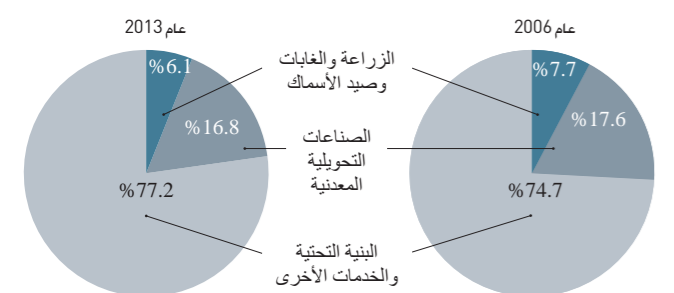 عام 2006
عام 2013
%7.7
%17.6
%74.7
الزراعة والغابات
وصيد الأسماك
الصناعات
التحويلية
المعدنية
البنية التحتية
والخدمات الأخرى
%6.1
%16.8
%77.2